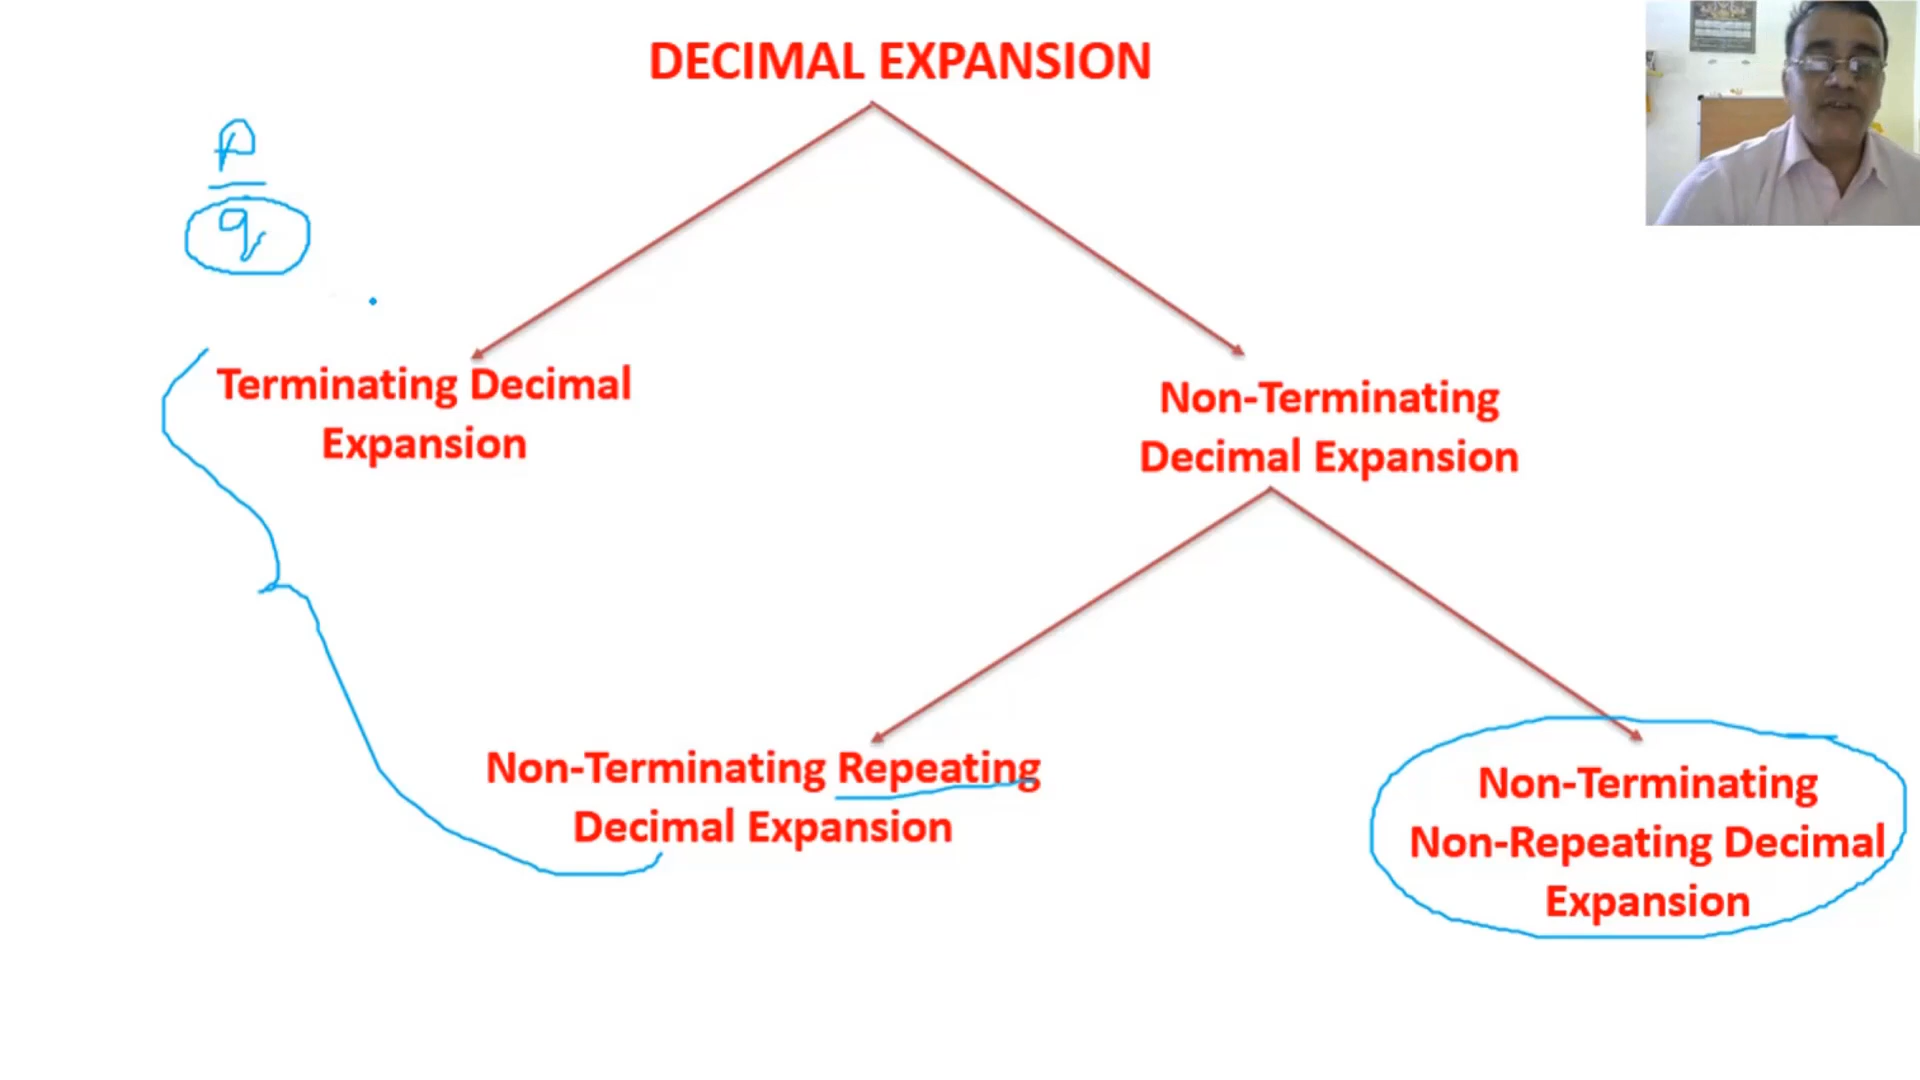 DECIMAL EXPANSION
p
q
Terminating Decimal
Expansion
Non-Terminating
Decimal Expansion
Non-Terminating Repeating
Decimal Expansion
Non-Terminating
Non-Repeating Decimal
Expansion